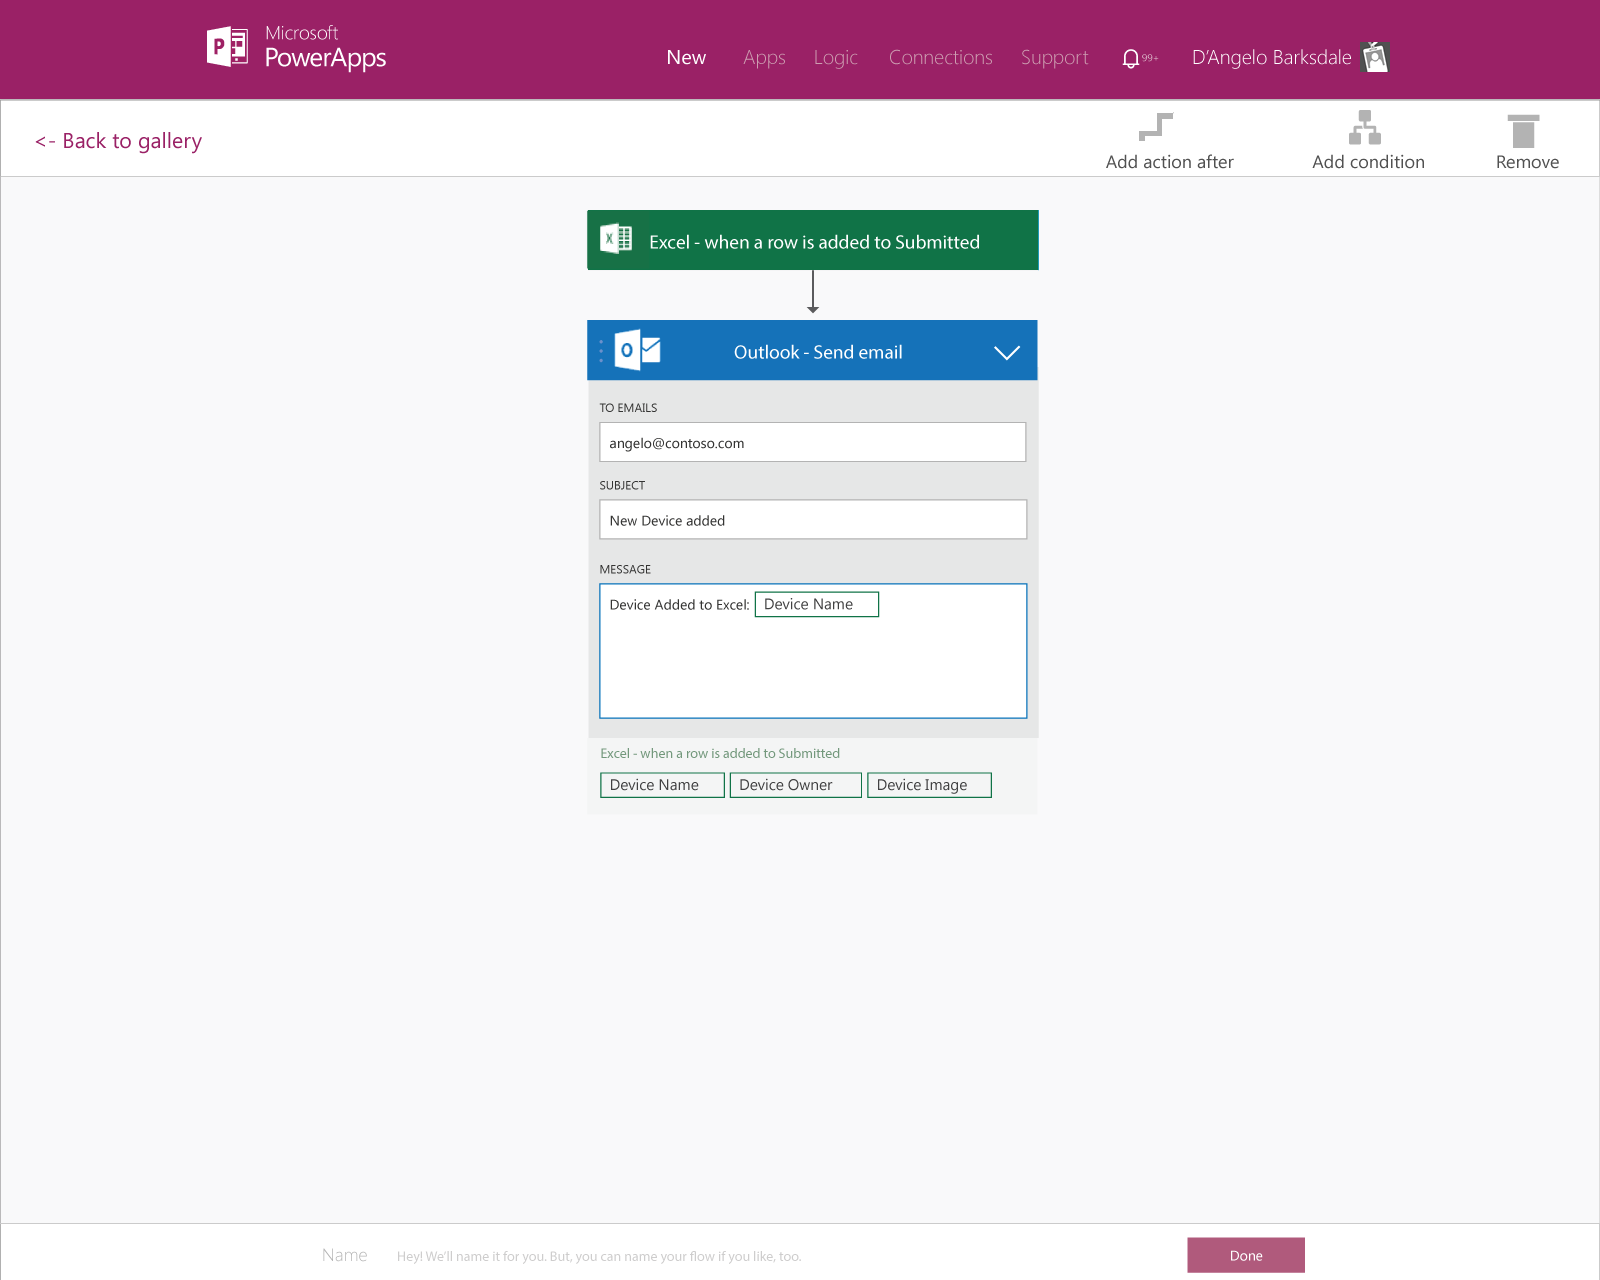 Microsoft
PowerApps
New Apps Logic Connections Support 99+ D'Angelo Barksdale
<- Back to gallery
Add action after Add condition Remove
Excel - when a row is added to Submitted
Outlook - Send email
TO EMAILS
angelo@contoso.com
SUBJECT
New Device added
MESSAGE
Device Added to Excel: Device Name
Excel - when a row is added to Submitted
Device Name Device Owner Device Image
Name Hey! We'll name it for you. But, you can name your flow if you like, too. Done